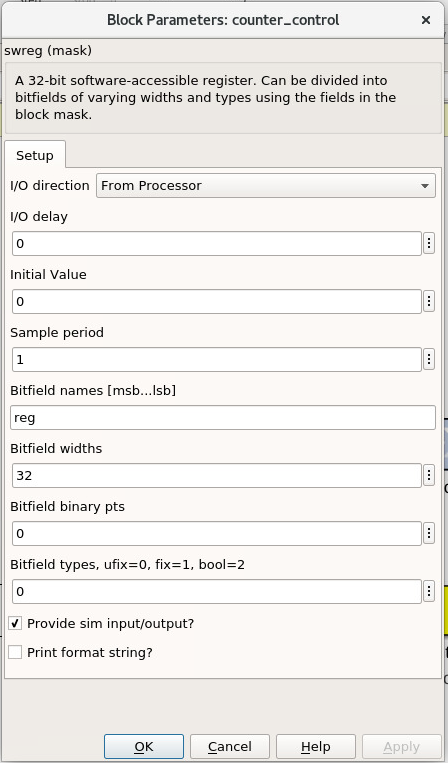 Block Parameters: counter_control
swreg (mask)
A 32-bit software-accessible register. Can be divided into
bitfields of varying widths and types using the fields in the
block mask.
Setup
I/O direction From Processor
I/O delay
0
Initial Value
0
Sample period
1
Bitfield names [msb...lsb]
reg
Bitfield widths
32
Bitfield binary pts
0
Bitfield types, ufix=0, fix=1, bool=2
0
Provide sim input/output?
Print format string?
OK Cancel Help Apply